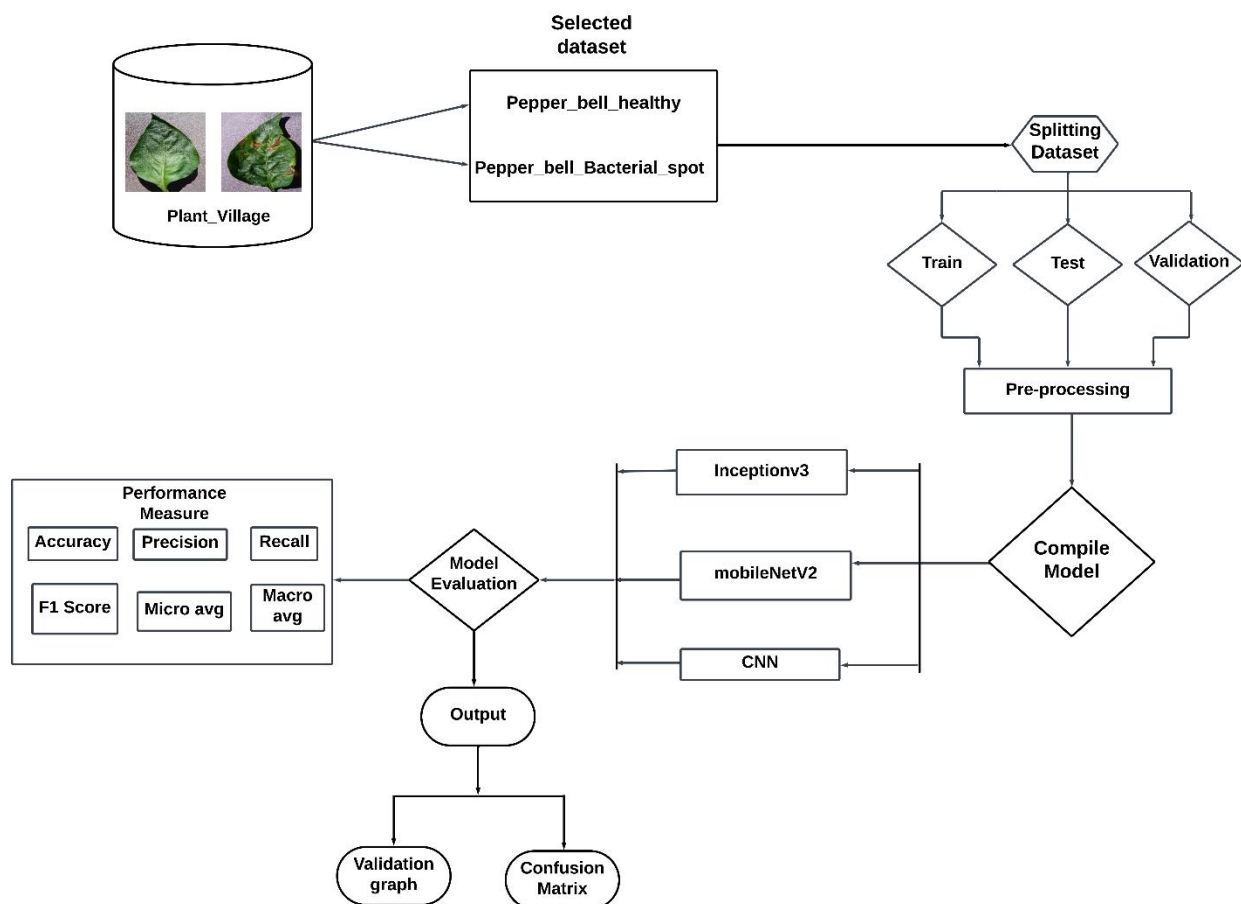 Selected
dataset
Pepper_bell_healthy
Pepper_bell_Bacterial_spot
Plant_Village
Splitting
Dataset
Train
Test
Validation
Pre-processing
Compile
Model
Inceptionv3
mobileNetV2
CNN
Model
Evaluation
Performance
Measure
Accuracy
Precision
Recall
F1 Score
Micro avg
Macro
avg
Output
Validation
graph
Confusion
Matrix